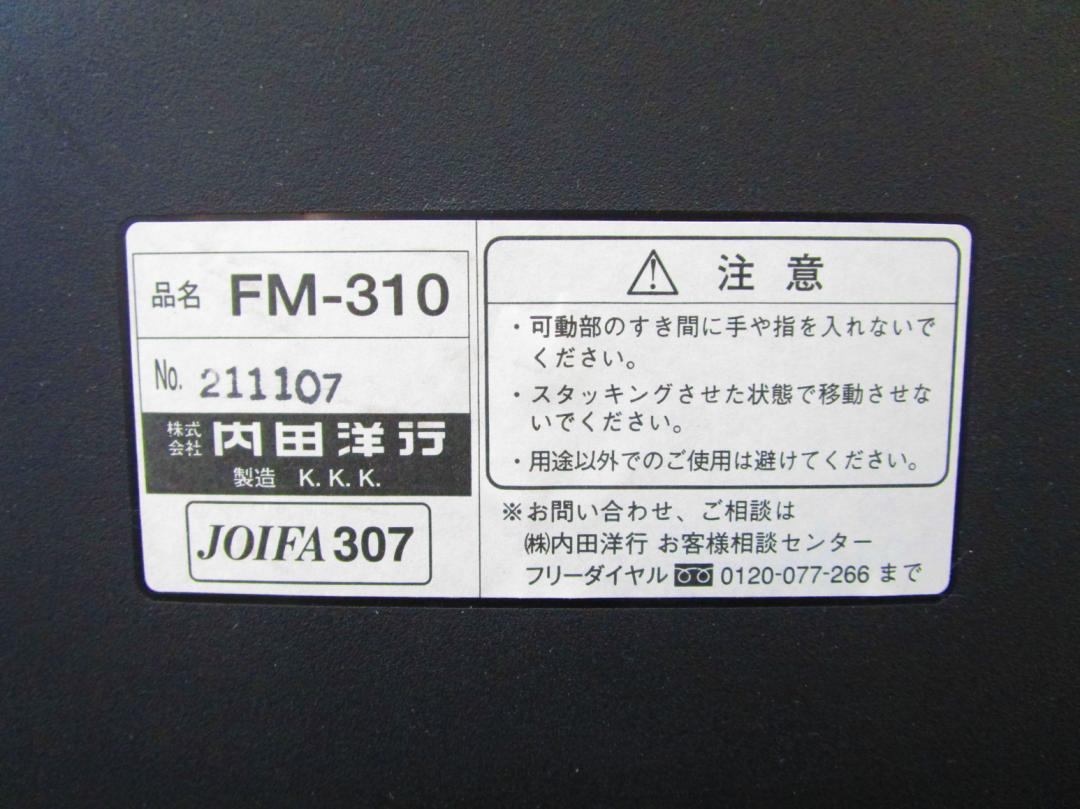 品名 FM-310
No. 211107
株式会社 内田洋行
製造 K.K.K.
JOIFA 307
注意
・可動部のすき間に手や指を入れないで
ください。
・スタッキングさせた状態で移動させな
いでください。
・用途以外でのご使用は避けてください。
※お問い合わせ、ご相談は
㈱内田洋行 お客様相談センター
フリーダイヤル 0120-077-266 まで